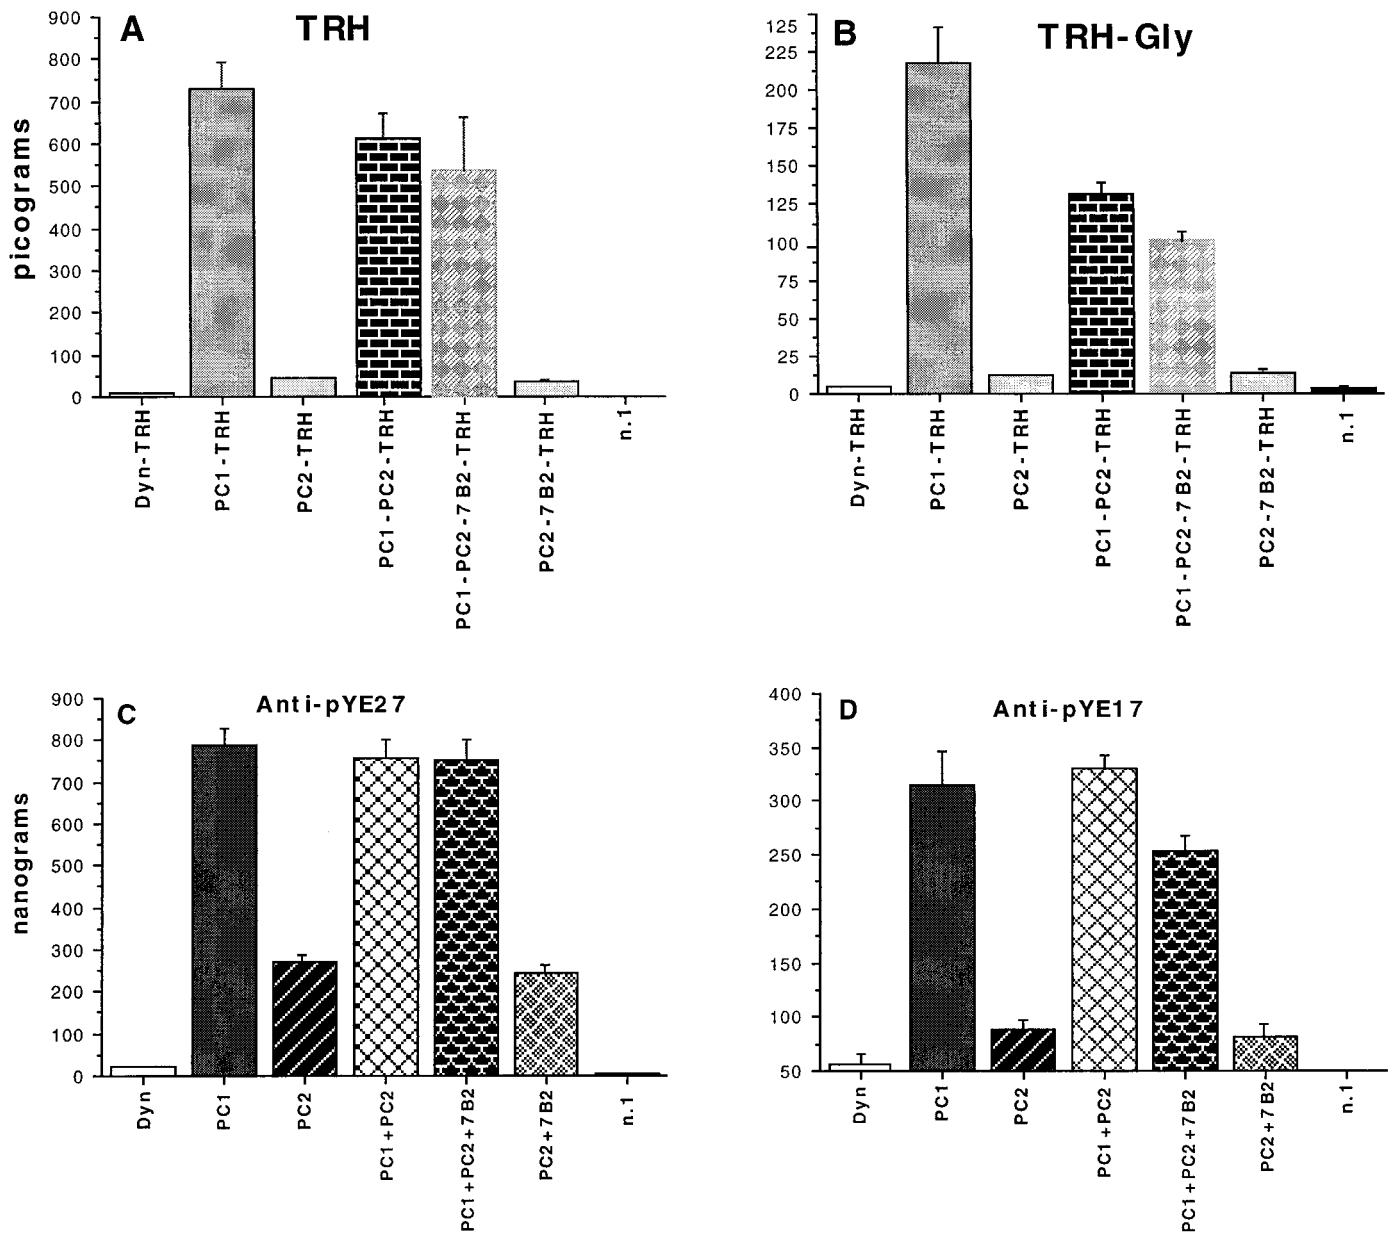 A
TRH
picograms
900
800
700
600
500
400
300
200
100
0
Dyn-TRH
PC1-TRH
PC2-TRH
PC1-PC2-TRH
PC1-PC2-7B2-TRH
PC2-7B2-TRH
n.1
B
TRH-Gly
125
225
200
175
150
125
100
75
50
25
0
Dyn-TRH
PC1-TRH
PC2-TRH
PC1-PC2-TRH
PC1-PC2-7B2-TRH
PC2-7B2-TRH
n.1
C
Anti-pYE27
nanograms
900
800
700
600
500
400
300
200
100
0
Dyn
PC1
PC2
PC1+PC2
PC1+PC2+7B2
PC2+7B2
n.1
D
Anti-pYE17
400
350
300
250
200
150
100
50
Dyn
PC1
PC2
PC1+PC2
PC1+PC2+7B2
PC2+7B2
n.1